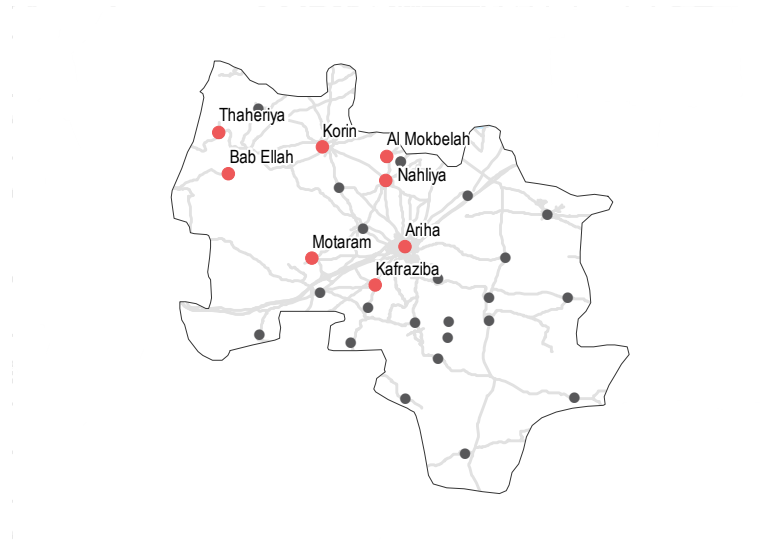 Thaheriya
Korin
Al Mokbelah
Bab Ellah
Nahliya
Ariha
Motaram
Kafraziba